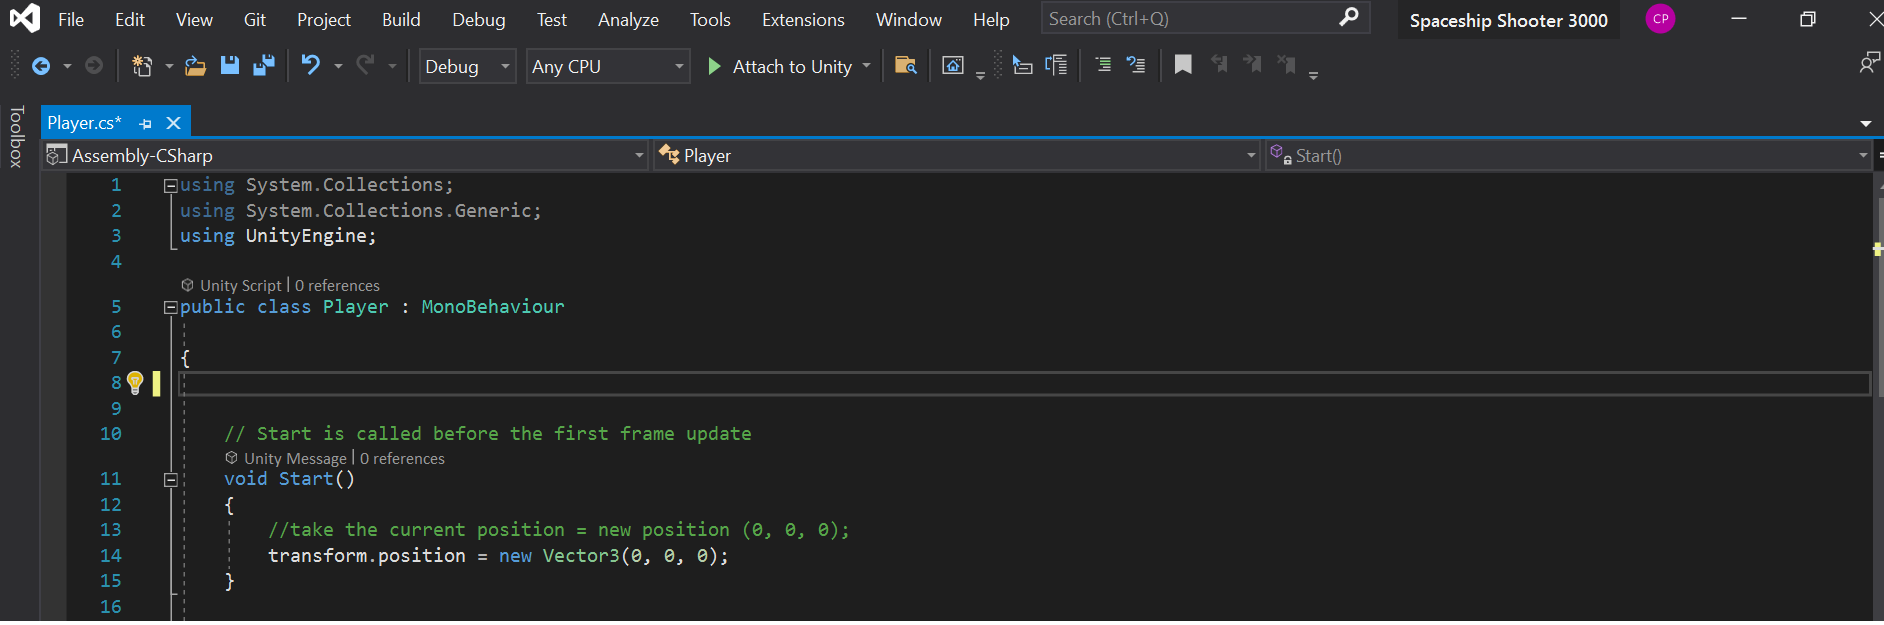 File Edit View Git Project Build Debug Test Analyze Tools Extensions Window Help Search (Ctrl+Q) Spaceship Shooter 3000 CP
Debug Any CPU Attach to Unity
Toolbox
Player.cs*
Assembly-CSharp Player Start()
1 using System.Collections;
2 using System.Collections.Generic;
3 using UnityEngine;
4
Unity Script | 0 references
5 public class Player : MonoBehaviour
6
7 {
8
9
10 // Start is called before the first frame update
Unity Message | 0 references
11 void Start()
12 {
13 //take the current position = new position (0, 0, 0);
14 transform.position = new Vector3(0, 0, 0);
15 }
16